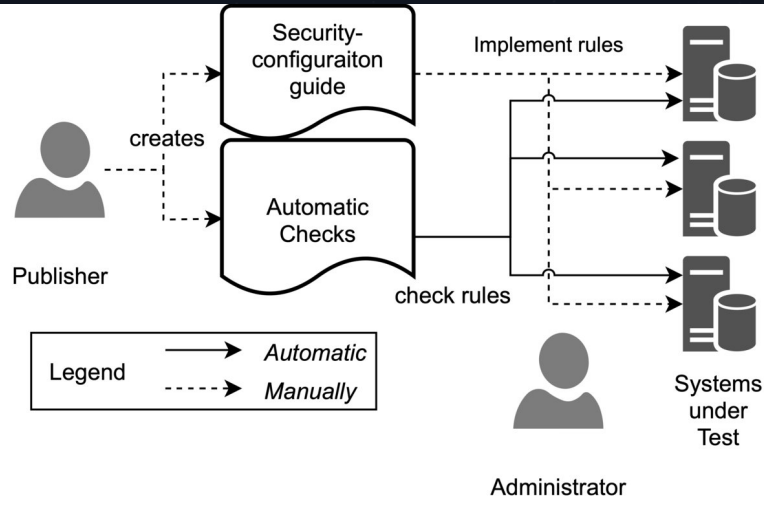 Security-
configuraiton
guide
Implement rules
creates
Automatic
Checks
Publisher
check rules
Legend
Automatic
Manually
Systems
under
Test
Administrator